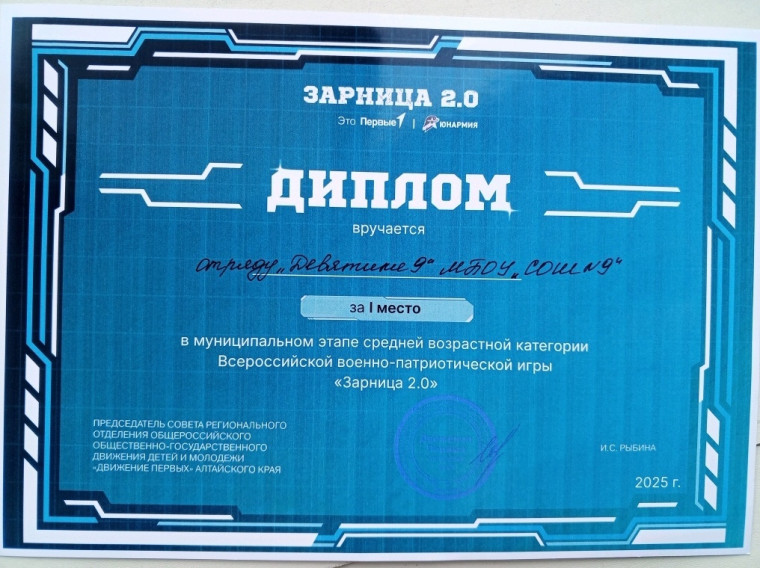 ЗАРНИЦА 2.0
Это Первые | ЮНАРМИЯ
ДИПЛОМ
вручается
отряду „Девятка 9“ МБОУ „СОШ №9“
за I место
в муниципальном этапе средней возрастной категории
Всероссийской военно-патриотической игры
«Зарница 2.0»
ПРЕДСЕДАТЕЛЬ СОВЕТА РЕГИОНАЛЬНОГО
ОТДЕЛЕНИЯ ОБЩЕРОССИЙСКОГО
ОБЩЕСТВЕННО-ГОСУДАРСТВЕННОГО
ДВИЖЕНИЯ ДЕТЕЙ И МОЛОДЕЖИ
«ДВИЖЕНИЕ ПЕРВЫХ» АЛТАЙСКОГО КРАЯ
И.С. РЫБИНА
2025 г.